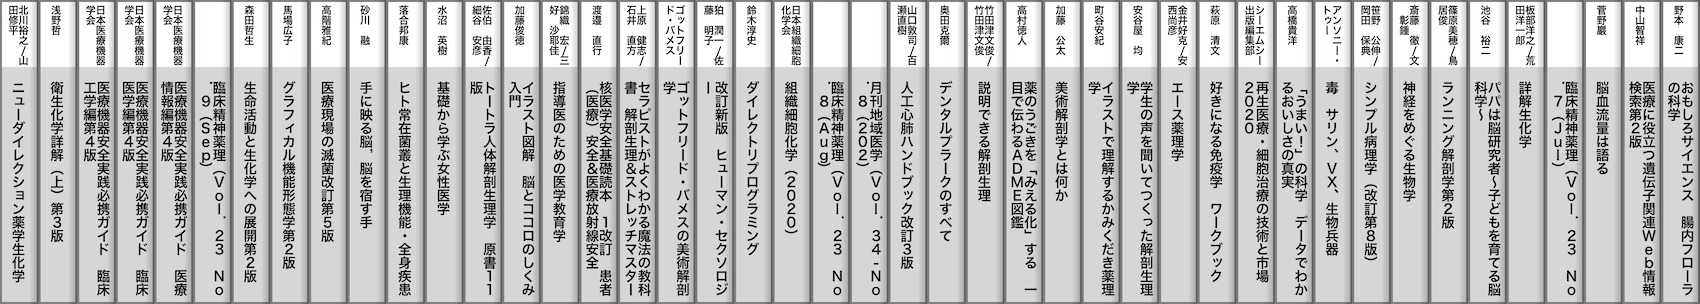 野本　康二
おもしろサイエンス　腸内フローラ
の科学
中山智祥
医療に役立つ遺伝子関連Ｗｅｂ情報
検索第２版
菅野巖
脳血流量は語る
臨床精神薬理（Ｖｏｌ．２３　Ｎｏ
．７（Ｊｕｌ）
板部洋之／荒
田洋一郎
詳解生化学
池谷　裕二
パパは脳研究者～子どもを育てる脳
科学～
篠原美穂／鳥
居俊
ランニング解剖学第２版
斎藤　徹／文
　彰鍾
神経をめぐる生物学
笹野　公伸／
岡田　保典
シンプル病理学（改訂第８版）
アンソニー・
トゥー
毒　サリン、ＶＸ、生物兵器
高橋貴洋
「うまい！」の科学　データでわか
るおいしさの真実
シーエムシー
出版編集部
再生医療・細胞治療の技術と市場
２０２０
萩原　清文
好きになる免疫学　ワークブック
金井好克／安
西尚彦
エース薬理学
安谷屋　均
学生の声を聞いてつくった解剖生理
学
町谷安紀
イラストで理解するかみくだき薬理
学
加藤　公太
美術解剖学とは何か
高村徳人
薬のうごきを「みえる化」する　一
目で伝わるＡＤＭＥ図鑑
竹田津文俊／
竹田津文俊
説明できる解剖生理
奥田克爾
デンタルプラークのすべて
山口敦司／百
瀬直樹
人工心肺ハンドブック改訂３版
月刊地域医学（Ｖｏｌ．３４-Ｎｏ
．８（２０２）
臨床精神薬理（Ｖｏｌ．２３　Ｎｏ
．８（Ａｕｇ）
日本組織細胞
化学会
組織細胞化学（２０２０）
鈴木淳史
ダイレクトリプログラミング
狛　潤一／佐
藤　明子
改訂新版　ヒューマン・セクソロジ
ー
ゴットフリー
ド・バメス
ゴットフリード・バメスの美術解剖
学
上原　健志／
石井　直方
セラピストがよくわかる魔法の教科
書　解剖生理＆ストレッチマスター
渡邉　直行
核医学安全基礎読本　１改訂　患者
（医療）安全＆医療放射線安全
錦織　宏／三
好　沙耶佳
指導医のための医学教育学
加藤俊徳
イラスト図解　脳とココロのしくみ
入門
佐伯　由香／
細谷　安彦
トートラ人体解剖生理学　原書１１
版
水沼　英樹
基礎から学ぶ女性医学
落合邦康
ヒト常在菌叢と生理機能・全身疾患
砂川　融
手に映る脳、脳を宿す手
高階雅紀
医療現場の滅菌改訂第５版
馬場広子
グラフィカル機能形態学第２版
森田哲生
生命活動と生化学への展開第２版
臨床精神薬理（Ｖｏｌ．２３　Ｎｏ
．９（Ｓｅｐ）
日本医療機器
学会
医療機器安全実践必携ガイド　医療
情報編第４版
日本医療機器
学会
医療機器安全実践必携ガイド　臨床
医学編第４版
日本医療機器
学会
医療機器安全実践必携ガイド　臨床
工学編第４版
浅野哲
衛生化学詳解（上）第３版
北川裕之／山
田修平
ニューダイレクション薬学生化学